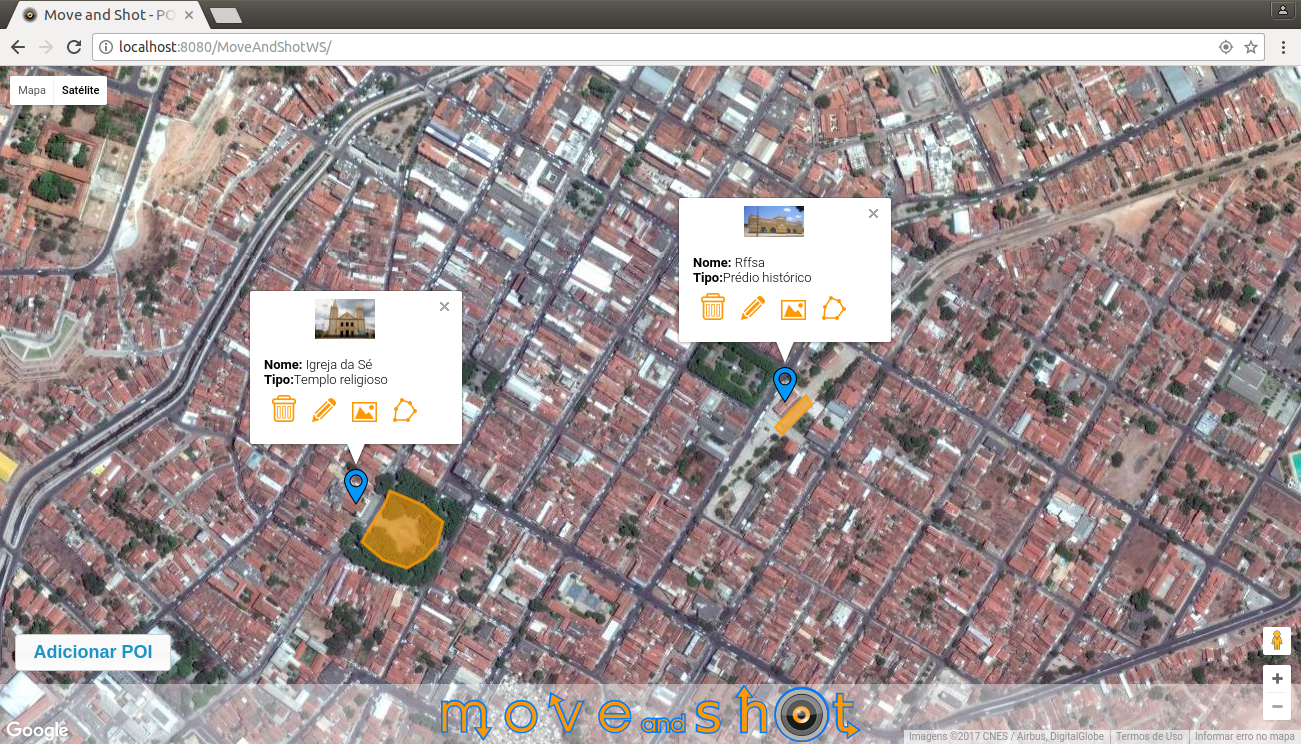 Move and Shot - PO
localhost:8080/MoveAndShotWS/
Mapa
Satélite
Nome: Rffsa
Tipo:Prédio histórico
Nome: Igreja da Sé
Tipo:Templo religioso
Adicionar POI
move and shot
Google
Imagens ©2017 CNES / Airbus, DigitalGlobe
Termos de Uso
Informar erro no mapa